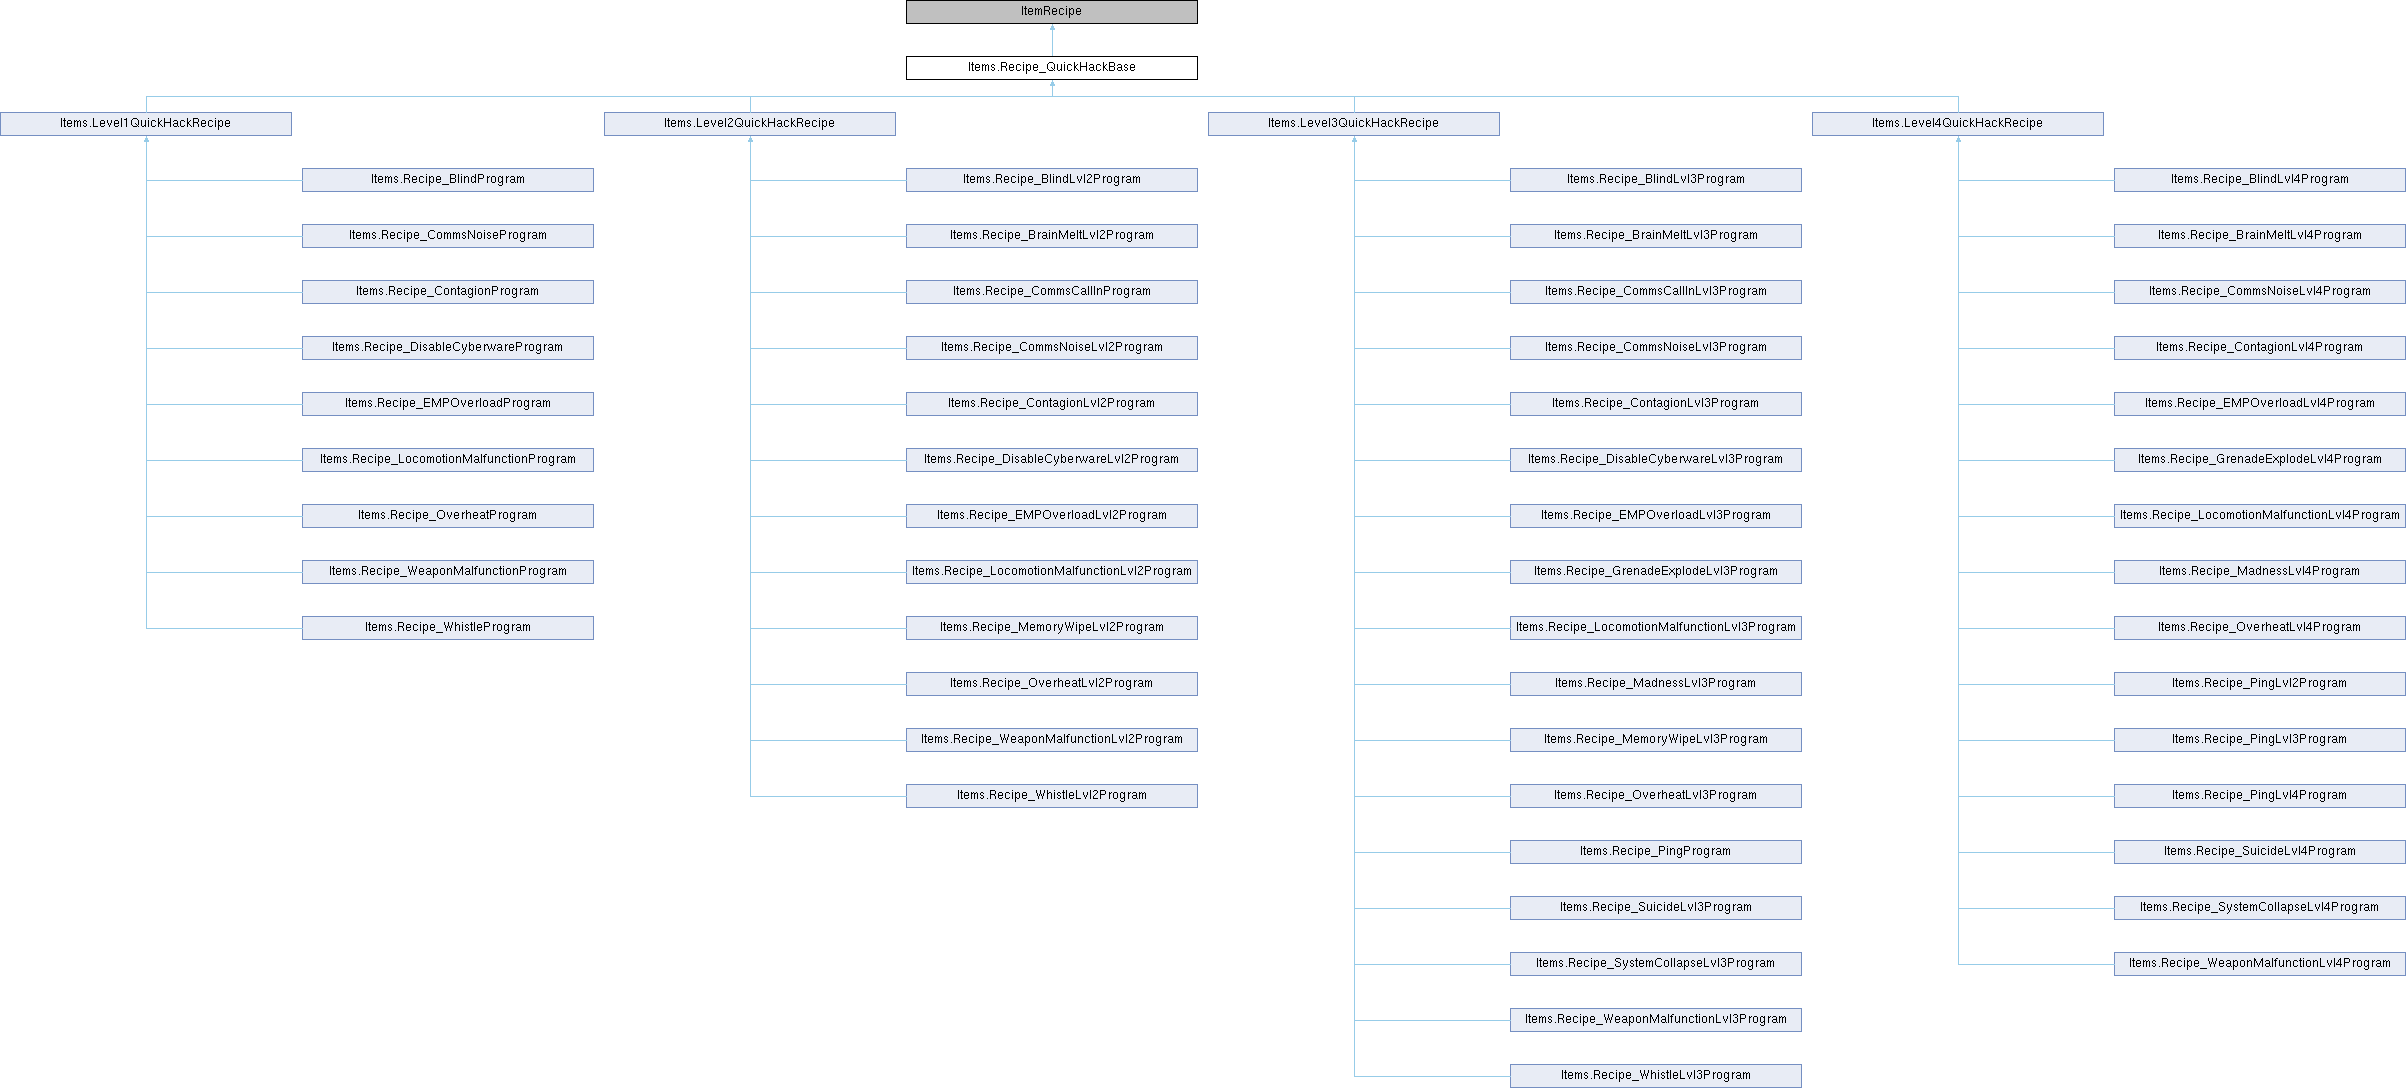 ItemRecipe
Items.Recipe_QuickHackBase
Items.Level1QuickHackRecipe
Items.Level2QuickHackRecipe
Items.Level3QuickHackRecipe
Items.Level4QuickHackRecipe
Items.Recipe_BlindProgram
Items.Recipe_BlindLvl2Program
Items.Recipe_BlindLvl3Program
Items.Recipe_BlindLvl4Program
Items.Recipe_CommsNoiseProgram
Items.Recipe_BrainMeltLvl2Program
Items.Recipe_BrainMeltLvl3Program
Items.Recipe_BrainMeltLvl4Program
Items.Recipe_ContagionProgram
Items.Recipe_CommsCallInProgram
Items.Recipe_CommsCallInLvl3Program
Items.Recipe_CommsNoiseLvl4Program
Items.Recipe_DisableCyberwareProgram
Items.Recipe_CommsNoiseLvl2Program
Items.Recipe_CommsNoiseLvl3Program
Items.Recipe_ContagionLvl4Program
Items.Recipe_EMPOverloadProgram
Items.Recipe_ContagionLvl2Program
Items.Recipe_ContagionLvl3Program
Items.Recipe_EMPOverloadLvl4Program
Items.Recipe_LocomotionMalfunctionProgram
Items.Recipe_DisableCyberwareLvl2Program
Items.Recipe_DisableCyberwareLvl3Program
Items.Recipe_GrenadeExplodeLvl4Program
Items.Recipe_OverheatProgram
Items.Recipe_EMPOverloadLvl2Program
Items.Recipe_EMPOverloadLvl3Program
Items.Recipe_LocomotionMalfunctionLvl4Program
Items.Recipe_WeaponMalfunctionProgram
Items.Recipe_LocomotionMalfunctionLvl2Program
Items.Recipe_GrenadeExplodeLvl3Program
Items.Recipe_MadnessLvl4Program
Items.Recipe_WhistleProgram
Items.Recipe_MemoryWipeLvl2Program
Items.Recipe_LocomotionMalfunctionLvl3Program
Items.Recipe_OverheatLvl4Program
Items.Recipe_OverheatLvl2Program
Items.Recipe_MadnessLvl3Program
Items.Recipe_PingLvl2Program
Items.Recipe_WeaponMalfunctionLvl2Program
Items.Recipe_MemoryWipeLvl3Program
Items.Recipe_PingLvl3Program
Items.Recipe_WhistleLvl2Program
Items.Recipe_OverheatLvl3Program
Items.Recipe_PingLvl4Program
Items.Recipe_PingProgram
Items.Recipe_SuicideLvl4Program
Items.Recipe_SuicideLvl3Program
Items.Recipe_SystemCollapseLvl4Program
Items.Recipe_SystemCollapseLvl3Program
Items.Recipe_WeaponMalfunctionLvl4Program
Items.Recipe_WeaponMalfunctionLvl3Program
Items.Recipe_WhistleLvl3Program